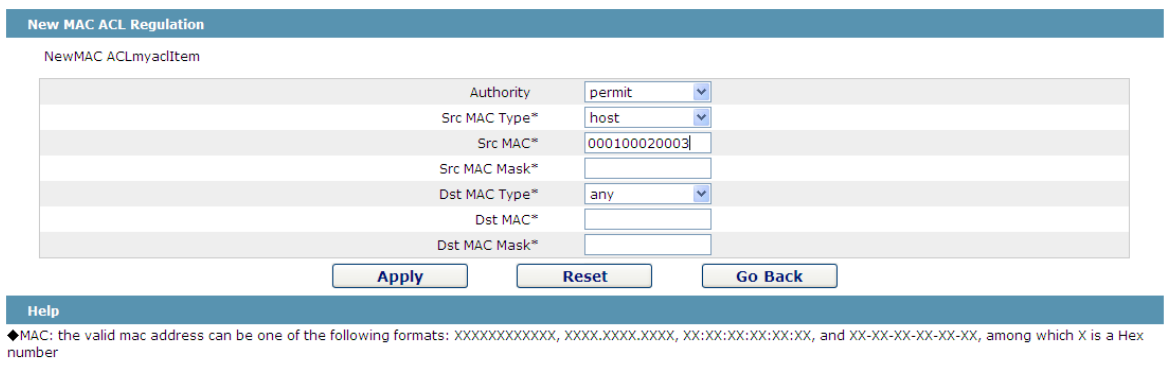 New MAC ACL Regulation
NewMAC ACLmyaclItem
Authority permit
Src MAC Type* host
Src MAC* 000100020003
Src MAC Mask*
Dst MAC Type* any
Dst MAC*
Dst MAC Mask*
Apply Reset Go Back
Help
◆MAC: the valid mac address can be one of the following formats: XXXXXXXXXXXX, XXXX.XXXX.XXXX, XX:XX:XX:XX:XX:XX, and XX-XX-XX-XX-XX-XX, among which X is a Hex
number